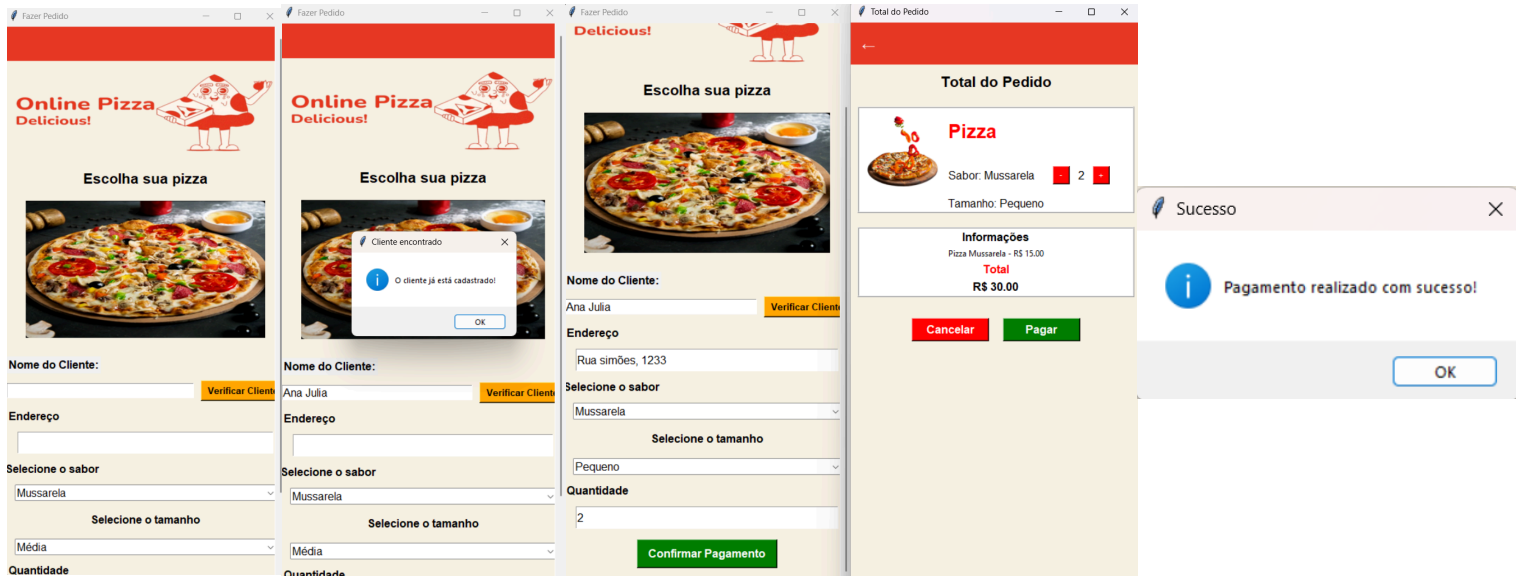 Fazer Pedido
Online Pizza
Delicious!
Escolha sua pizza
Nome do Cliente:
Verificar Cliente
Endereço
Selecione o sabor
Mussarela
Selecione o tamanho
Média
Quantidade
Fazer Pedido
Online Pizza
Delicious!
Escolha sua pizza
Cliente encontrado
i
O cliente já está cadastrado!
OK
Nome do Cliente:
Ana Julia
Verificar Cliente
Endereço
Selecione o sabor
Mussarela
Selecione o tamanho
Média
Quantidade
Fazer Pedido
Delicious!
Escolha sua pizza
Nome do Cliente:
Ana Julia
Verificar Cliente
Endereço
Rua simões, 1233
Selecione o sabor
Mussarela
Selecione o tamanho
Pequeno
Quantidade
2
Confirmar Pagamento
Total do Pedido
←
Total do Pedido
Pizza
Sabor: Mussarela - 2 +
Tamanho: Pequeno
Informações
Pizza Mussarela - R$ 15.00
Total
R$ 30.00
Cancelar
Pagar
Sucesso
i
Pagamento realizado com sucesso!
OK